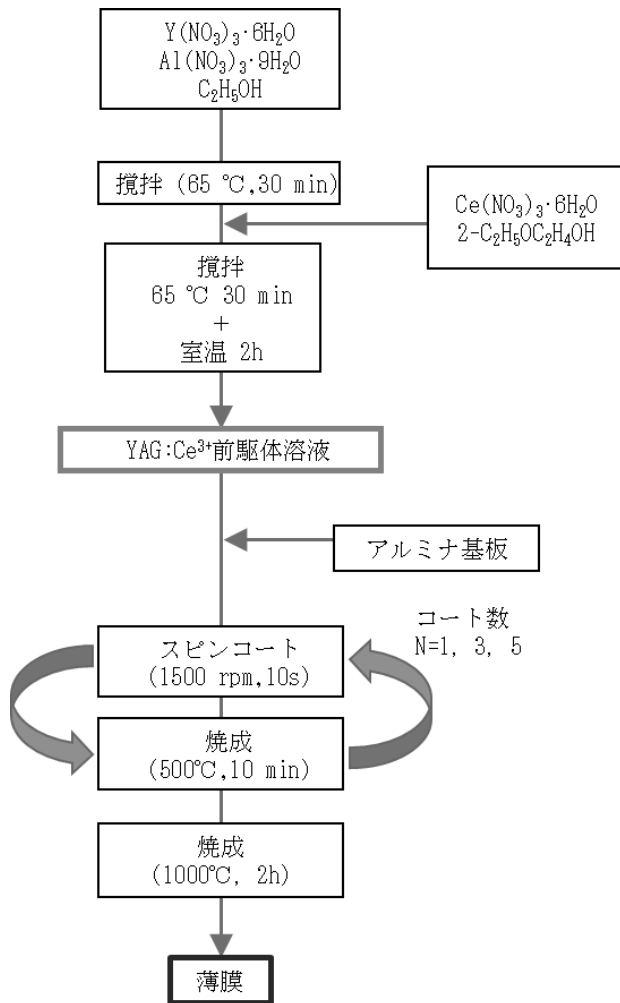 Y(NO₃)₃·6H₂O
Al(NO₃)₃·9H₂O
C₂H₅OH
撹拌 (65 ℃,30 min)
Ce(NO₃)₃·6H₂O
2-C₂H₅OC₂H₄OH
撹拌
65 ℃ 30 min
+
室温 2h
YAG:Ce³⁺前駆体溶液
アルミナ基板
コート数
N=1, 3, 5
スピンコート
(1500 rpm,10s)
焼成
(500℃,10 min)
焼成
(1000℃, 2h)
薄膜